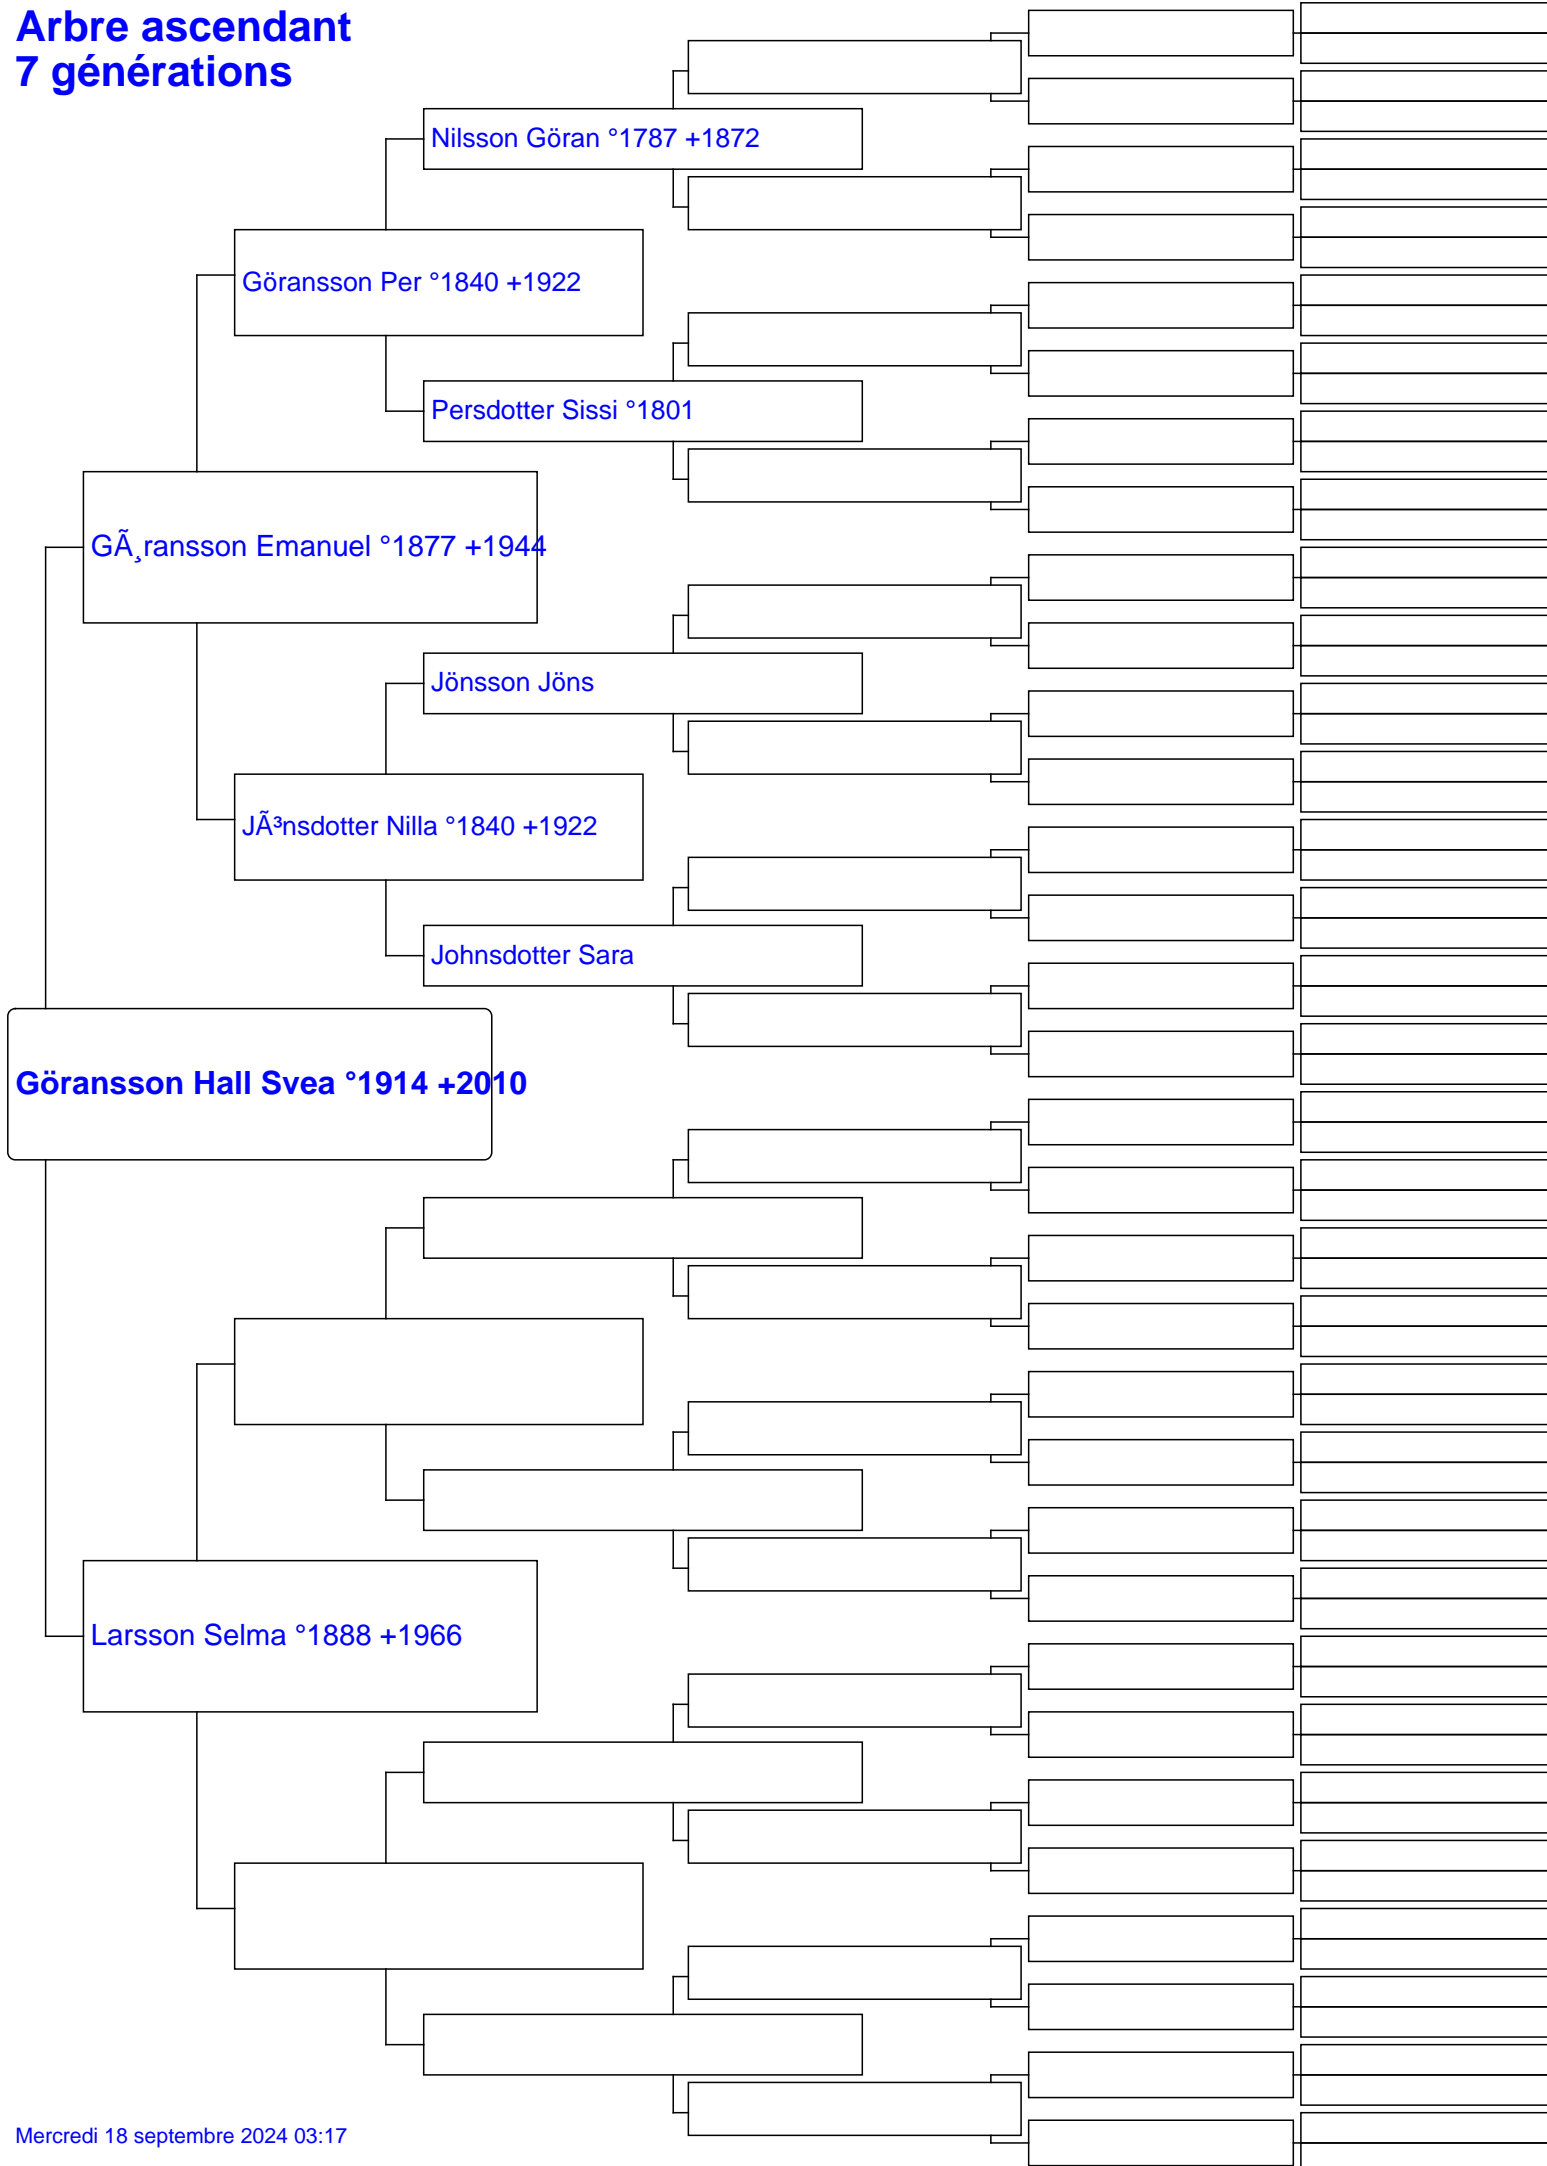 Arbre ascendant
7 générations
Nilsson Göran °1787 +1872
Göransson Per °1840 +1922
Persdotter Sissi °1801
GÃ¸ransson Emanuel °1877 +1944
Jönsson Jöns
JÃ³nsdotter Nilla °1840 +1922
Johnsdotter Sara
Göransson Hall Svea °1914 +2010
Larsson Selma °1888 +1966
Mercredi 18 septembre 2024 03:17